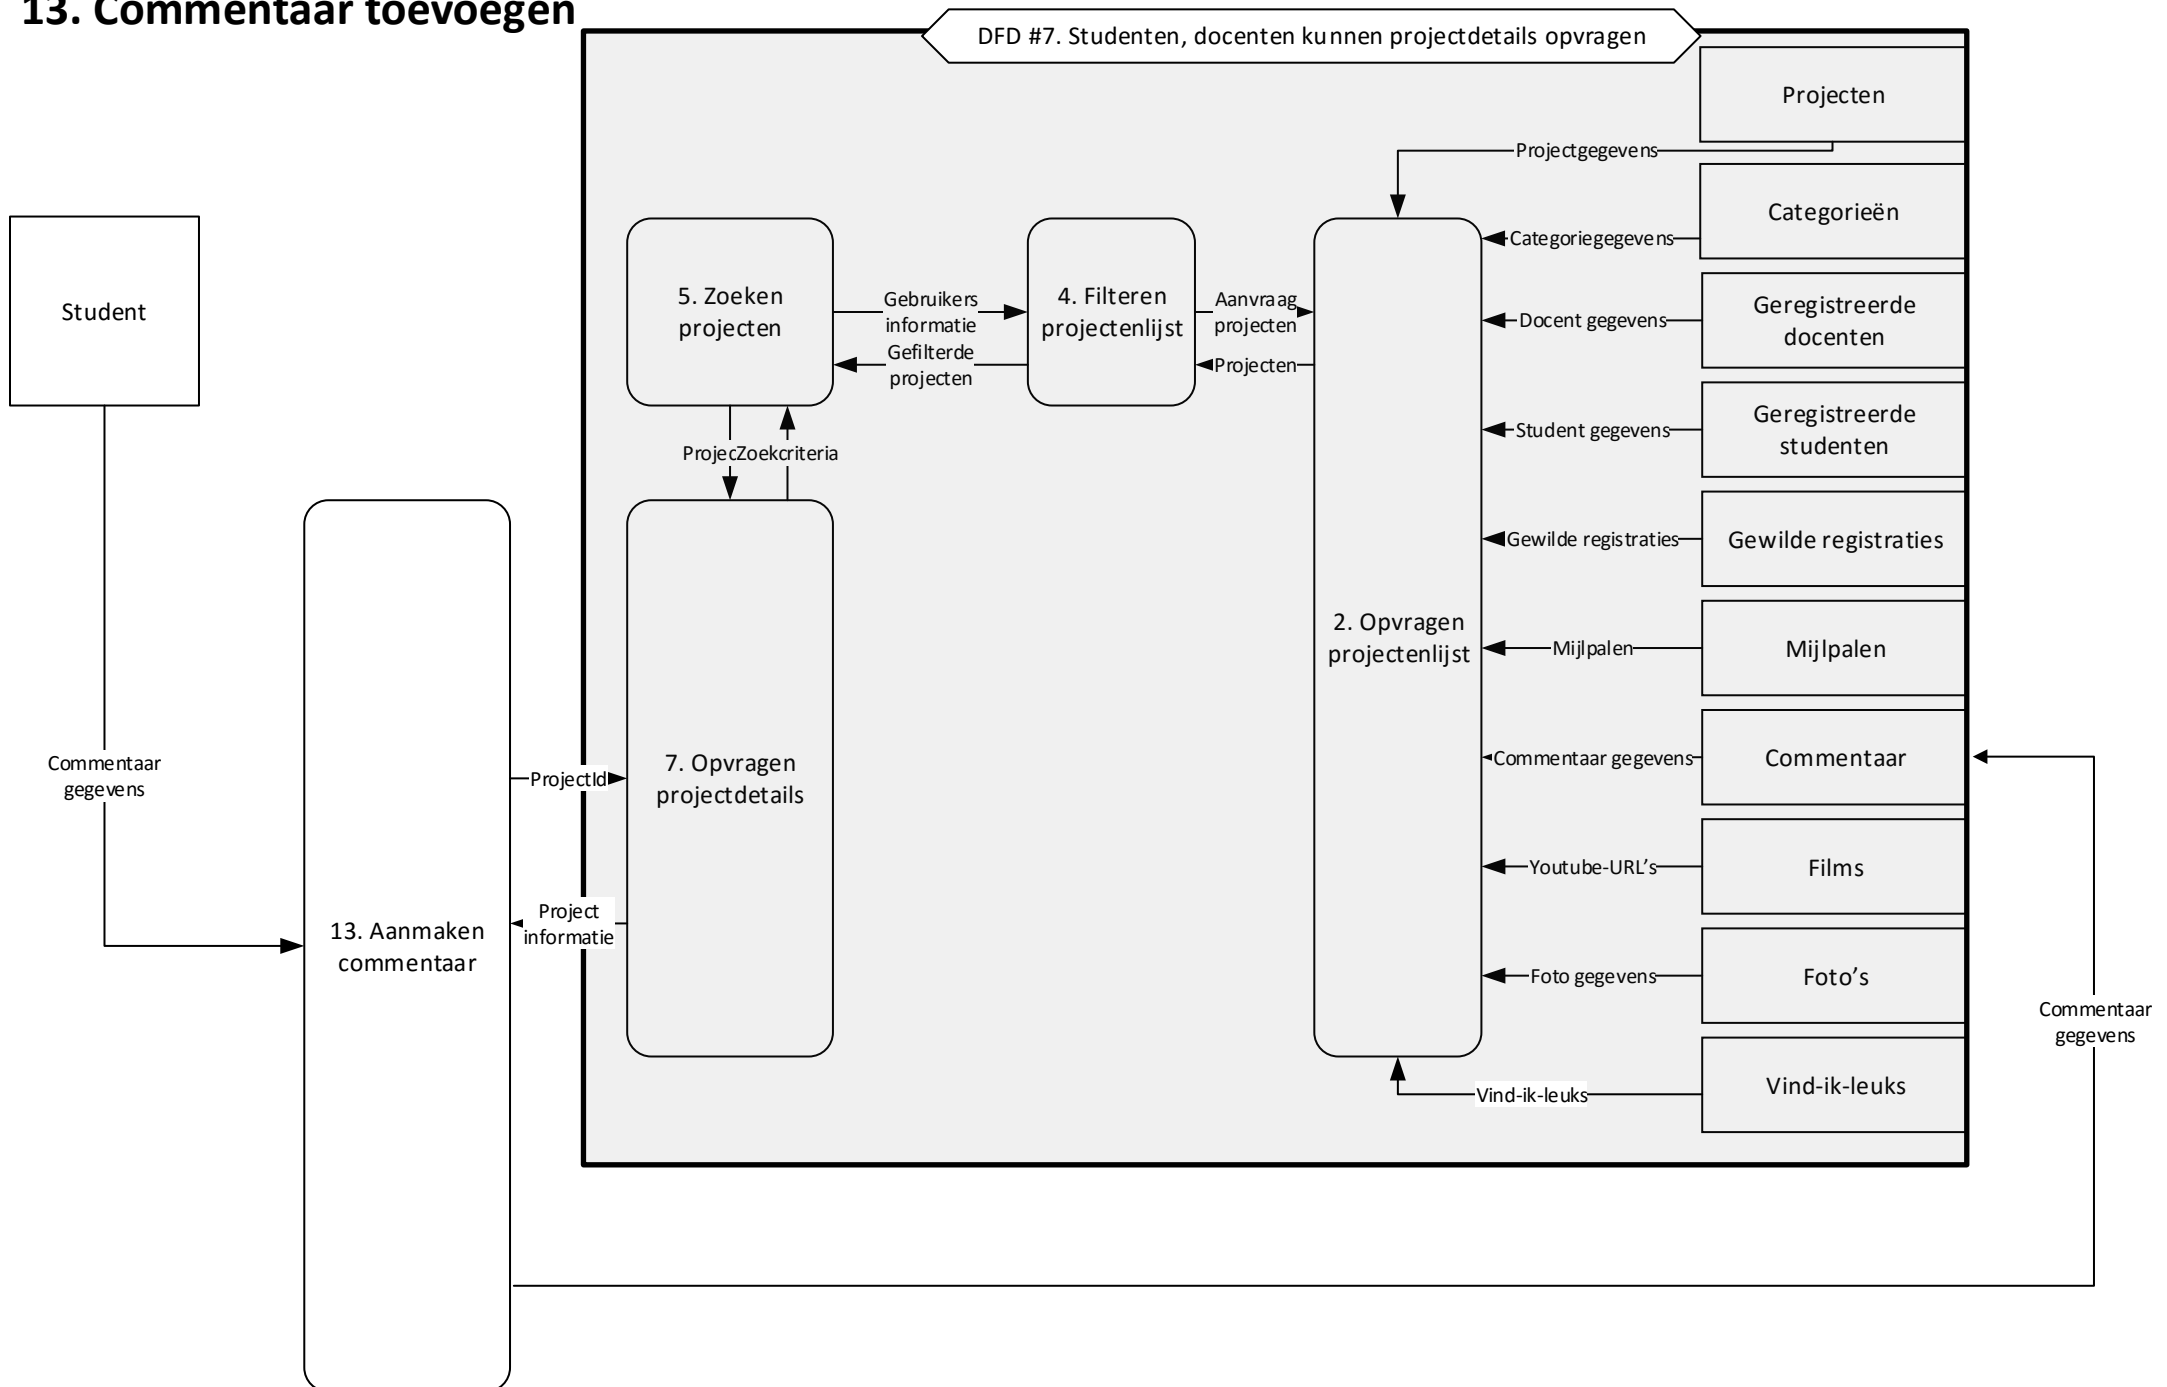 13. Commentaar toevoegen
DFD #7. Studenten, docenten kunnen projectdetails opvragen
Projecten
Projectgegevens
Categorieën
Categoriegegevens
Student
5. Zoeken
projecten
Gebruikers
informatie
Gefilterde
projecten
4. Filteren
projectenlijst
Aanvraag
projecten
Projecten
Docent gegevens
Geregistreerde
docenten
Student gegevens
Geregistreerde
studenten
Zoekcriteria
Gewilde registraties
Gewilde registraties
2. Opvragen
projectenlijst
Mijlpalen
Mijlpalen
Commentaar
gegevens
ProjectId
7. Opvragen
projectdetails
Commentaar gegevens
Commentaar
Youtube-URL’s
Films
13. Aanmaken
commentaar
Project
informatie
Foto gegevens
Foto’s
Commentaar
gegevens
Vind-ik-leuks
Vind-ik-leuks